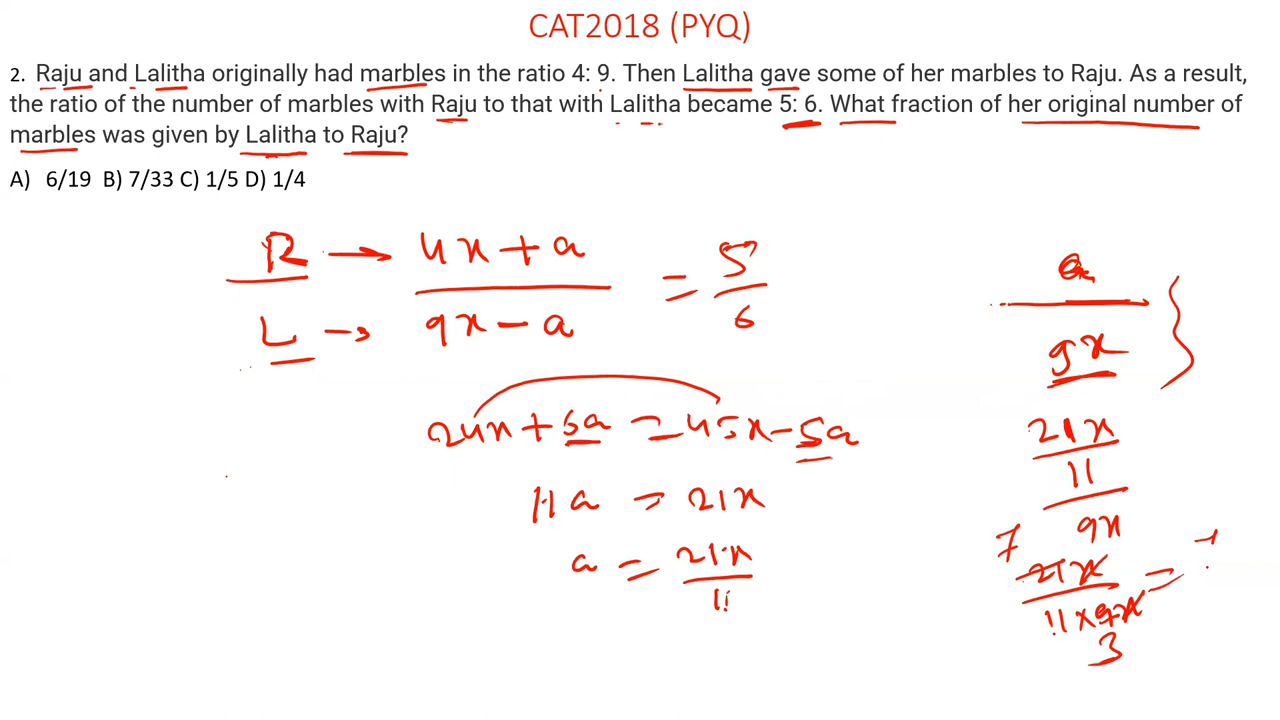 CAT2018 (PYQ)
2. Raju and Lalitha originally had marbles in the ratio 4: 9. Then Lalitha gave some of her marbles to Raju. As a result,
the ratio of the number of marbles with Raju to that with Lalitha became 5: 6. What fraction of her original number of
marbles was given by Lalitha to Raju?
A) 6/19 B) 7/33 C) 1/5 D) 1/4
R → 4x + a = 5
L → 9x - a 6
a
9x
24x + 6a = 45x - 5a
21x
11
9x
11a = 21x
a = 21x
11
7
21x =
11 x 9x
3